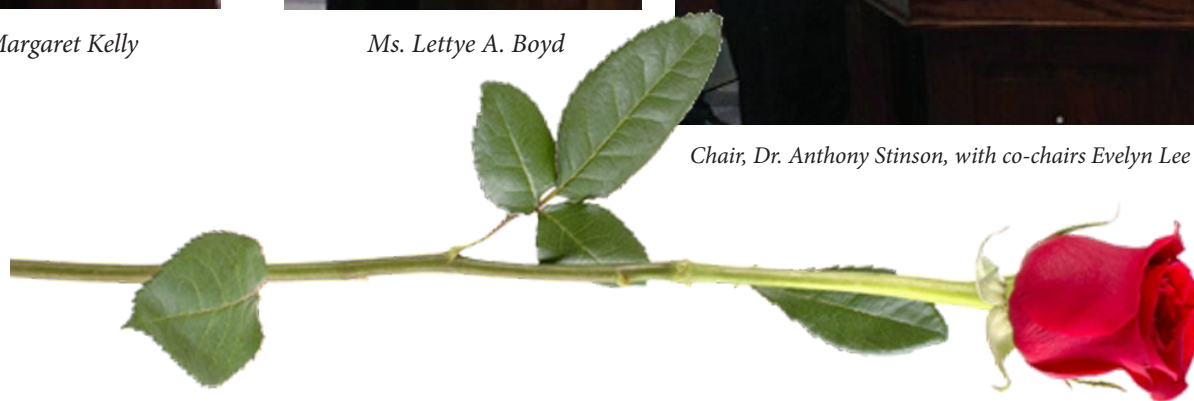 Margaret Kelly
Ms. Lettye A. Boyd
Chair, Dr. Anthony Stinson, with co-chairs Evelyn Lee